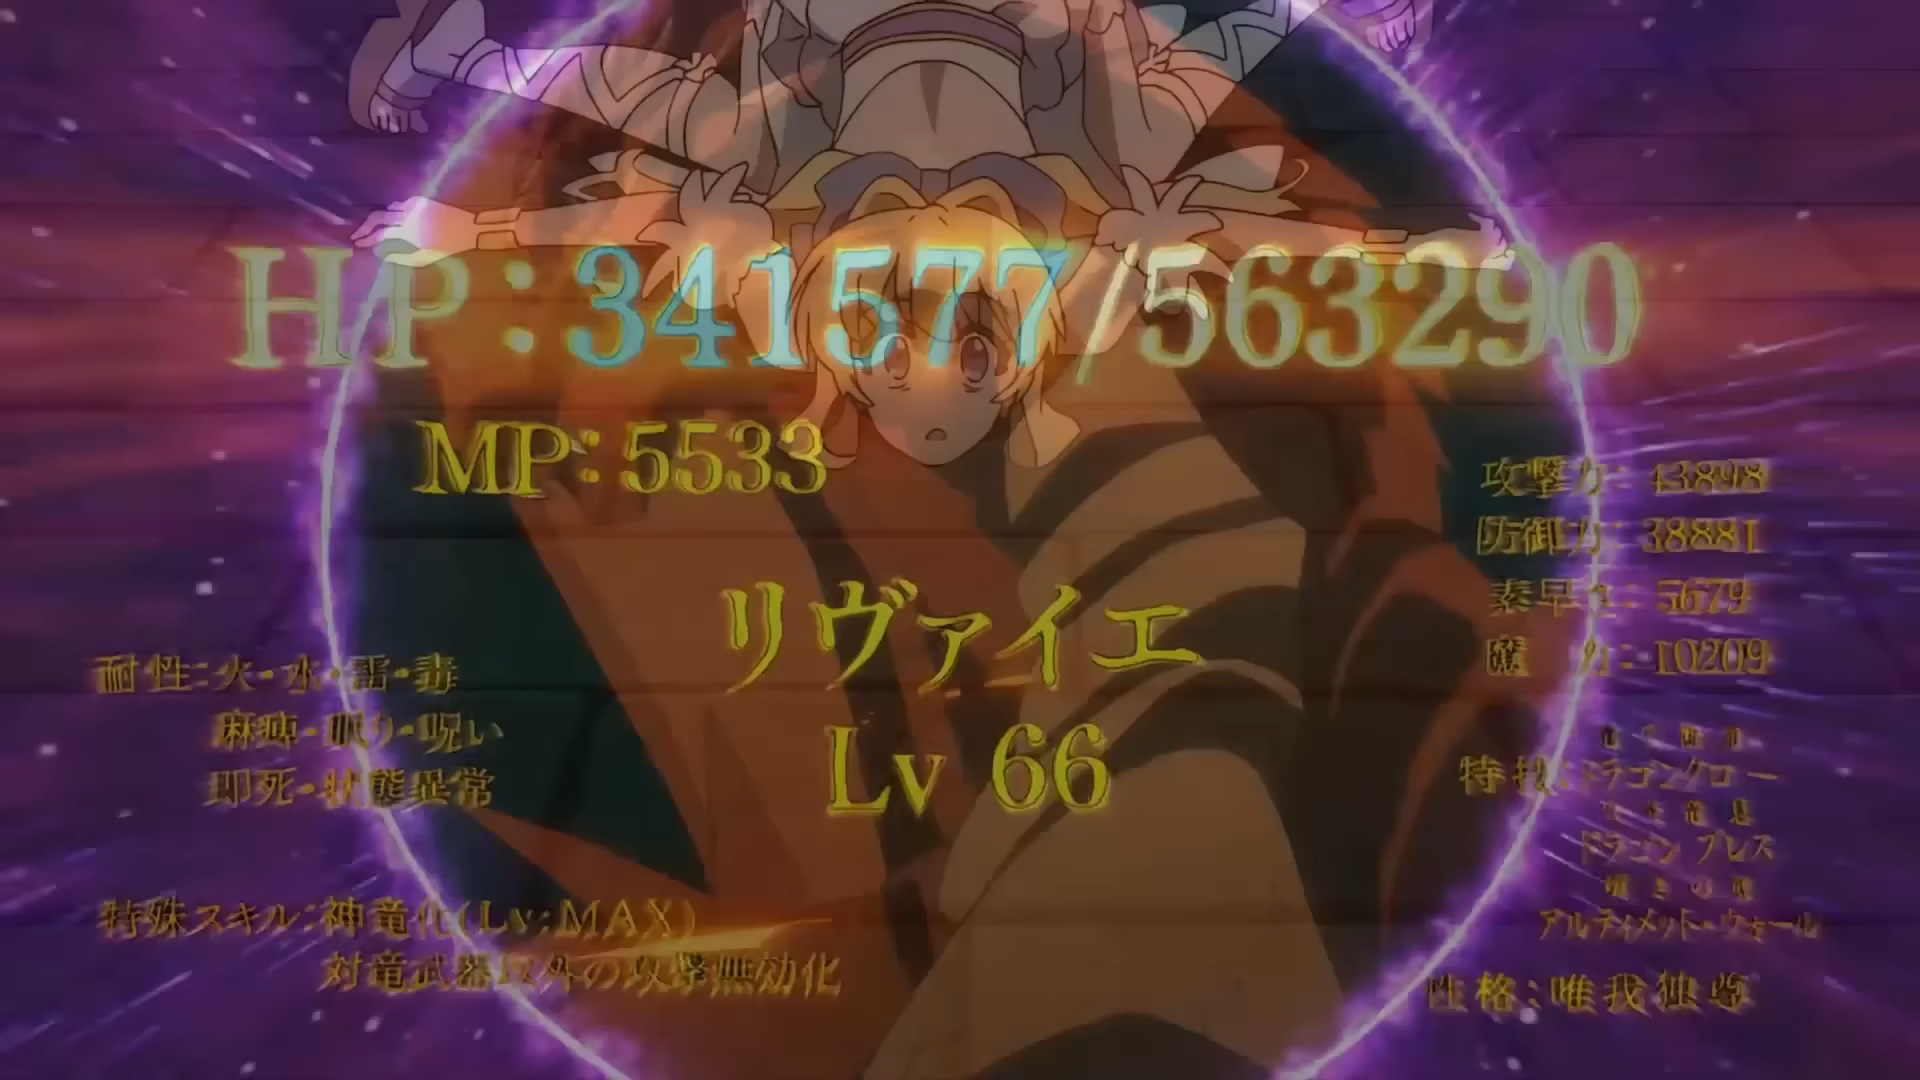 HP:341577/563290
MP:5533
攻撃力: 43898
防御力: 38881
素早さ: 5679
魔 力: 10209
リヴァイエ
Lv 66
耐性:火・水・雷・毒
麻痺・眠り・呪い
即死・状態異常
特技:ドラゴンクロー
ドラゴンブレス
アルティメット・ウォール
特殊スキル:神竜化(Lv:MAX)
対竜武器以外の攻撃無効化
性格:唯我独尊